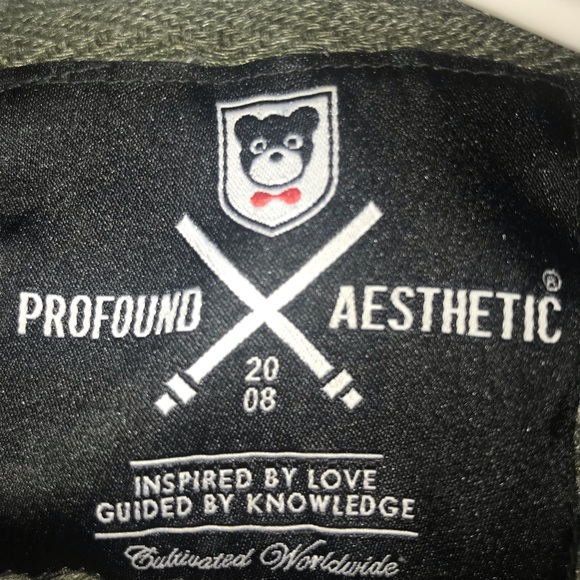 PROFOUND AESTHETIC®
20
08
INSPIRED BY LOVE
GUIDED BY KNOWLEDGE
Cultivated Worldwide